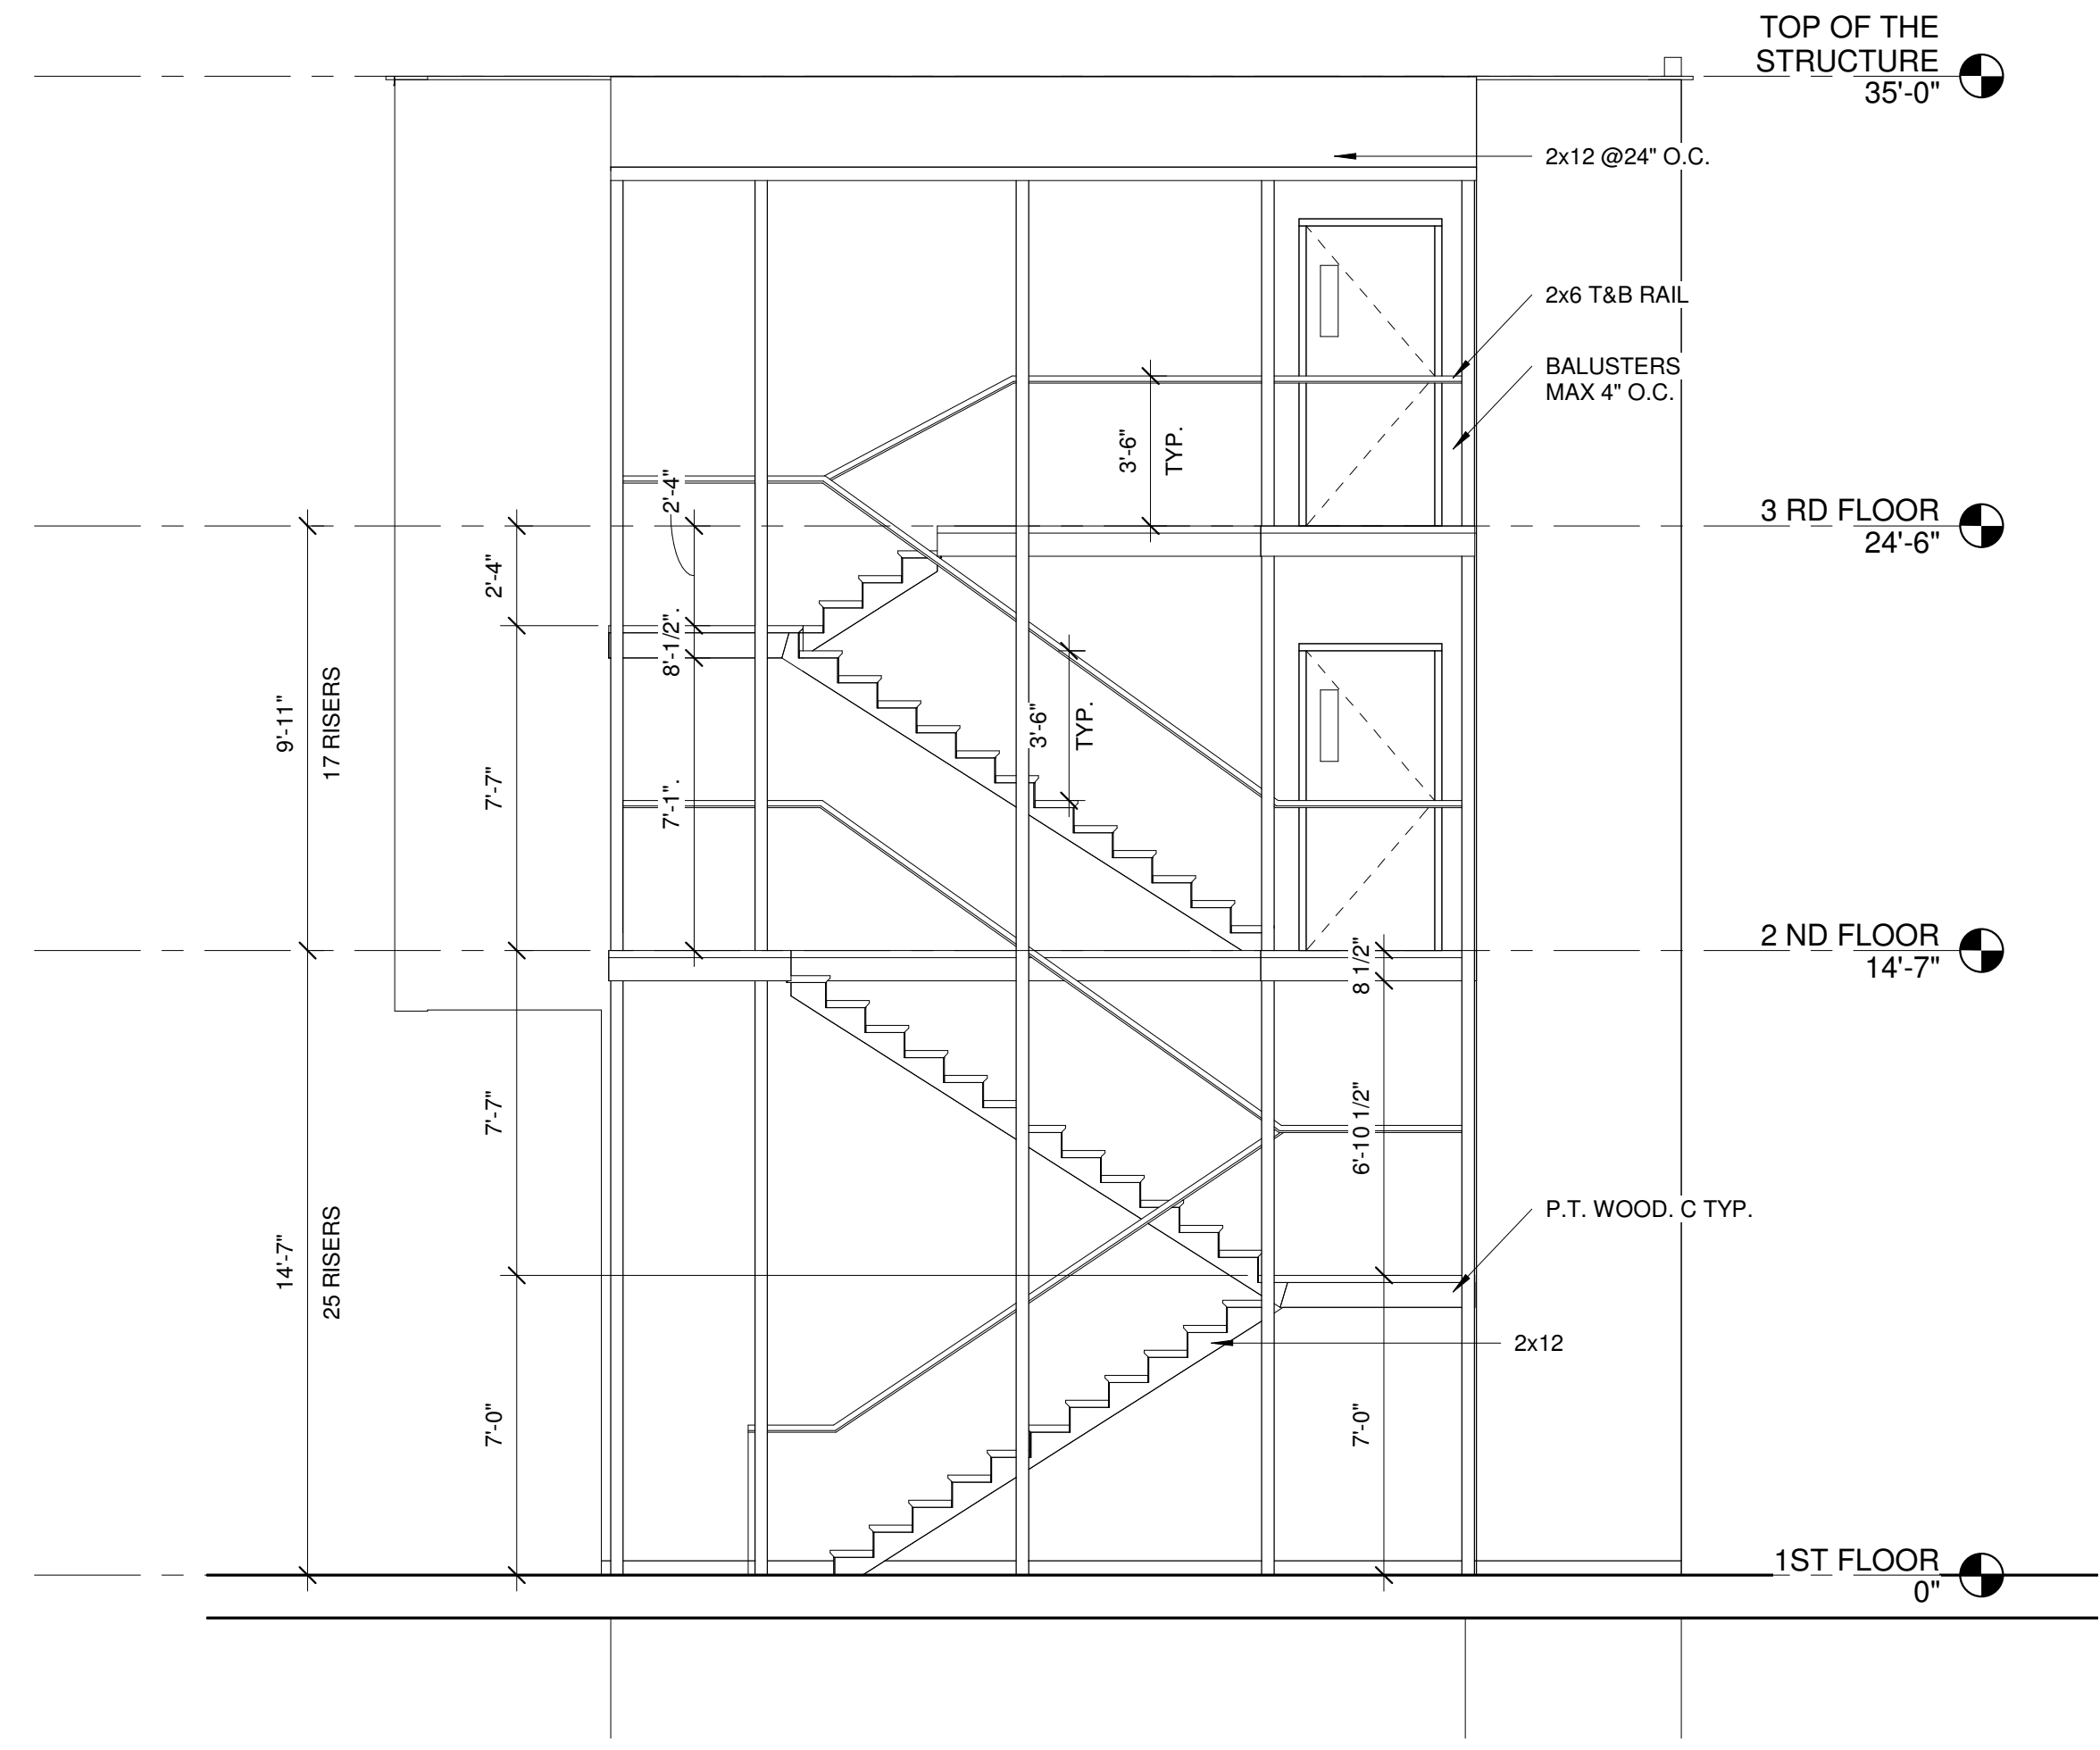 TOP OF THE
STRUCTURE
35'-0"
2x12 @24" O.C.
2x6 T&B RAIL
BALUSTERS
MAX 4" O.C.
3'-6"
TYP.
2'-4"
3 RD FLOOR
24'-6"
2'-4"
8'-1/2".
9'-11"
17 RISERS
7'-7"
7'-1".
3'-6"
TYP.
2 ND FLOOR
14'-7"
8 1/2"
7'-7"
6'-10 1/2"
P.T. WOOD. C TYP.
14'-7"
25 RISERS
2x12
7'-0"
7'-0"
1ST FLOOR
0"